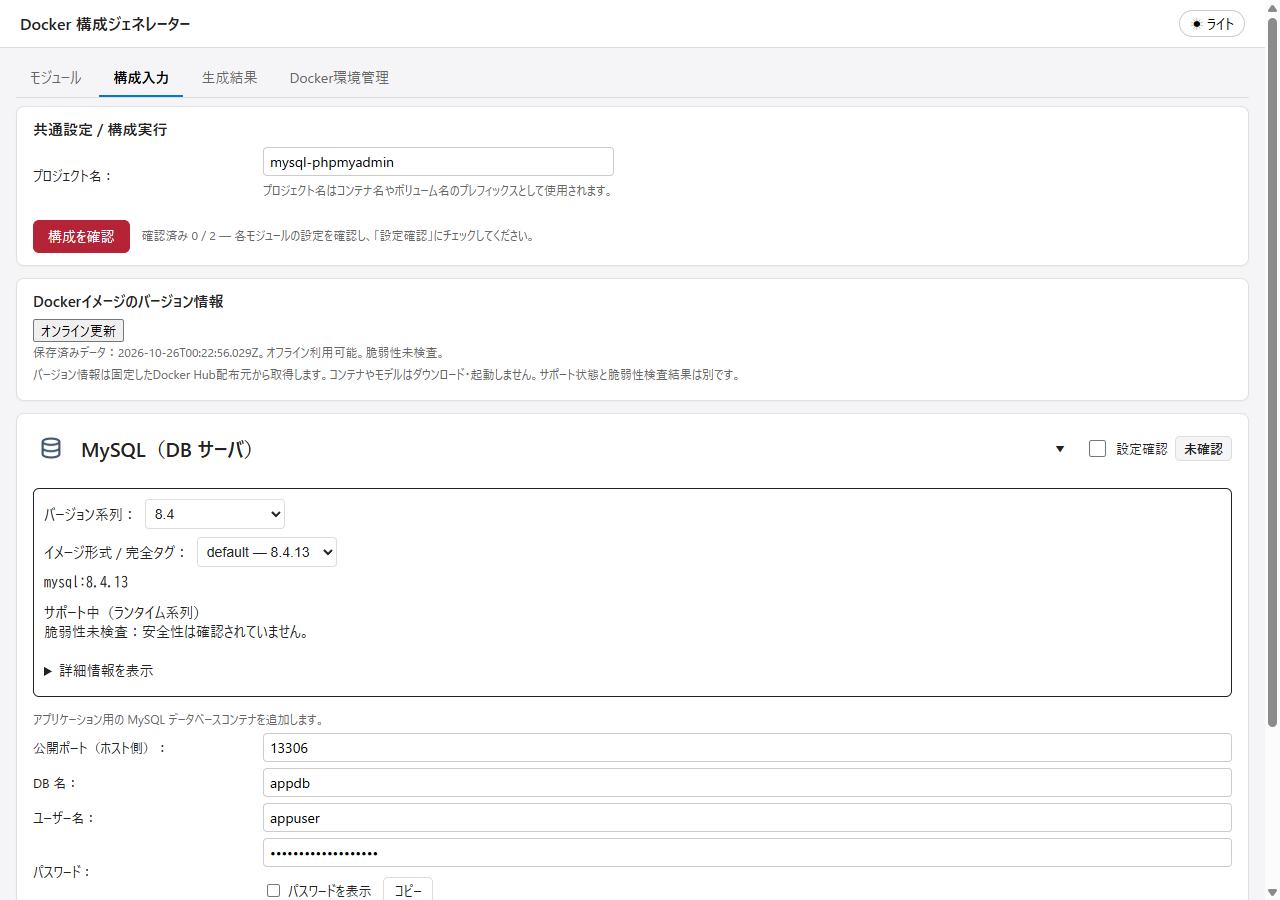 Docker 構成ジェネレーター
ライト
モジュール 構成入力 生成結果 Docker環境管理
共通設定 / 構成実行
プロジェクト名：
mysql-phpmyadmin
プロジェクト名はコンテナ名やボリューム名のプレフィックスとして使用されます。
構成を確認 確認済み 0 / 2 — 各モジュールの設定を確認し、「設定確認」にチェックしてください。
Dockerイメージのバージョン情報
オンライン更新
保存済みデータ：2026-10-26T00:22:56.029Z。オフライン利用可能。脆弱性未検査。
バージョン情報は固定したDocker Hub配布元から取得します。コンテナやモデルはダウンロード・起動しません。サポート状態と脆弱性検査結果は別です。
MySQL（DB サーバ） ▼ 設定確認 未確認
バージョン系列： 8.4
イメージ形式 / 完全タグ： default — 8.4.13
mysql:8.4.13
サポート中（ランタイム系列）
脆弱性未検査：安全性は確認されていません。
▶ 詳細情報を表示
アプリケーション用の MySQL データベースコンテナを追加します。
公開ポート（ホスト側）： 13306
DB 名： appdb
ユーザー名： appuser
パスワード： •••••••••••••••••••
パスワードを表示 コピー